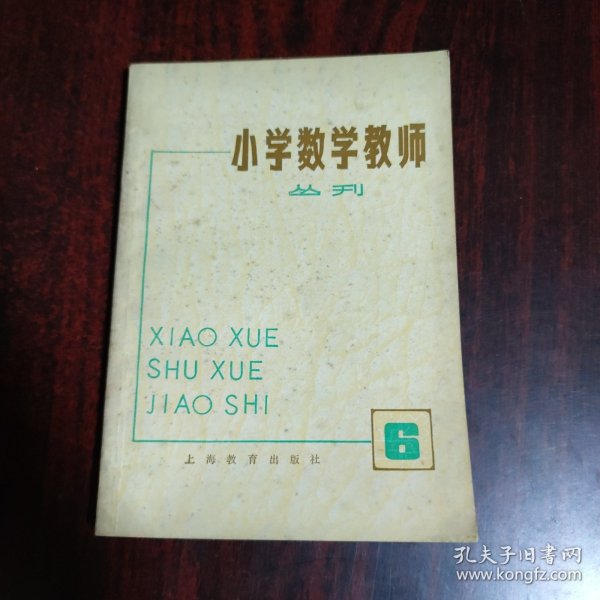 小学数学教师
丛刊
XIAO XUE
SHU XUE
JIAO SHI
6
上海教育出版社
孔夫子旧书网
www.kongfz.com